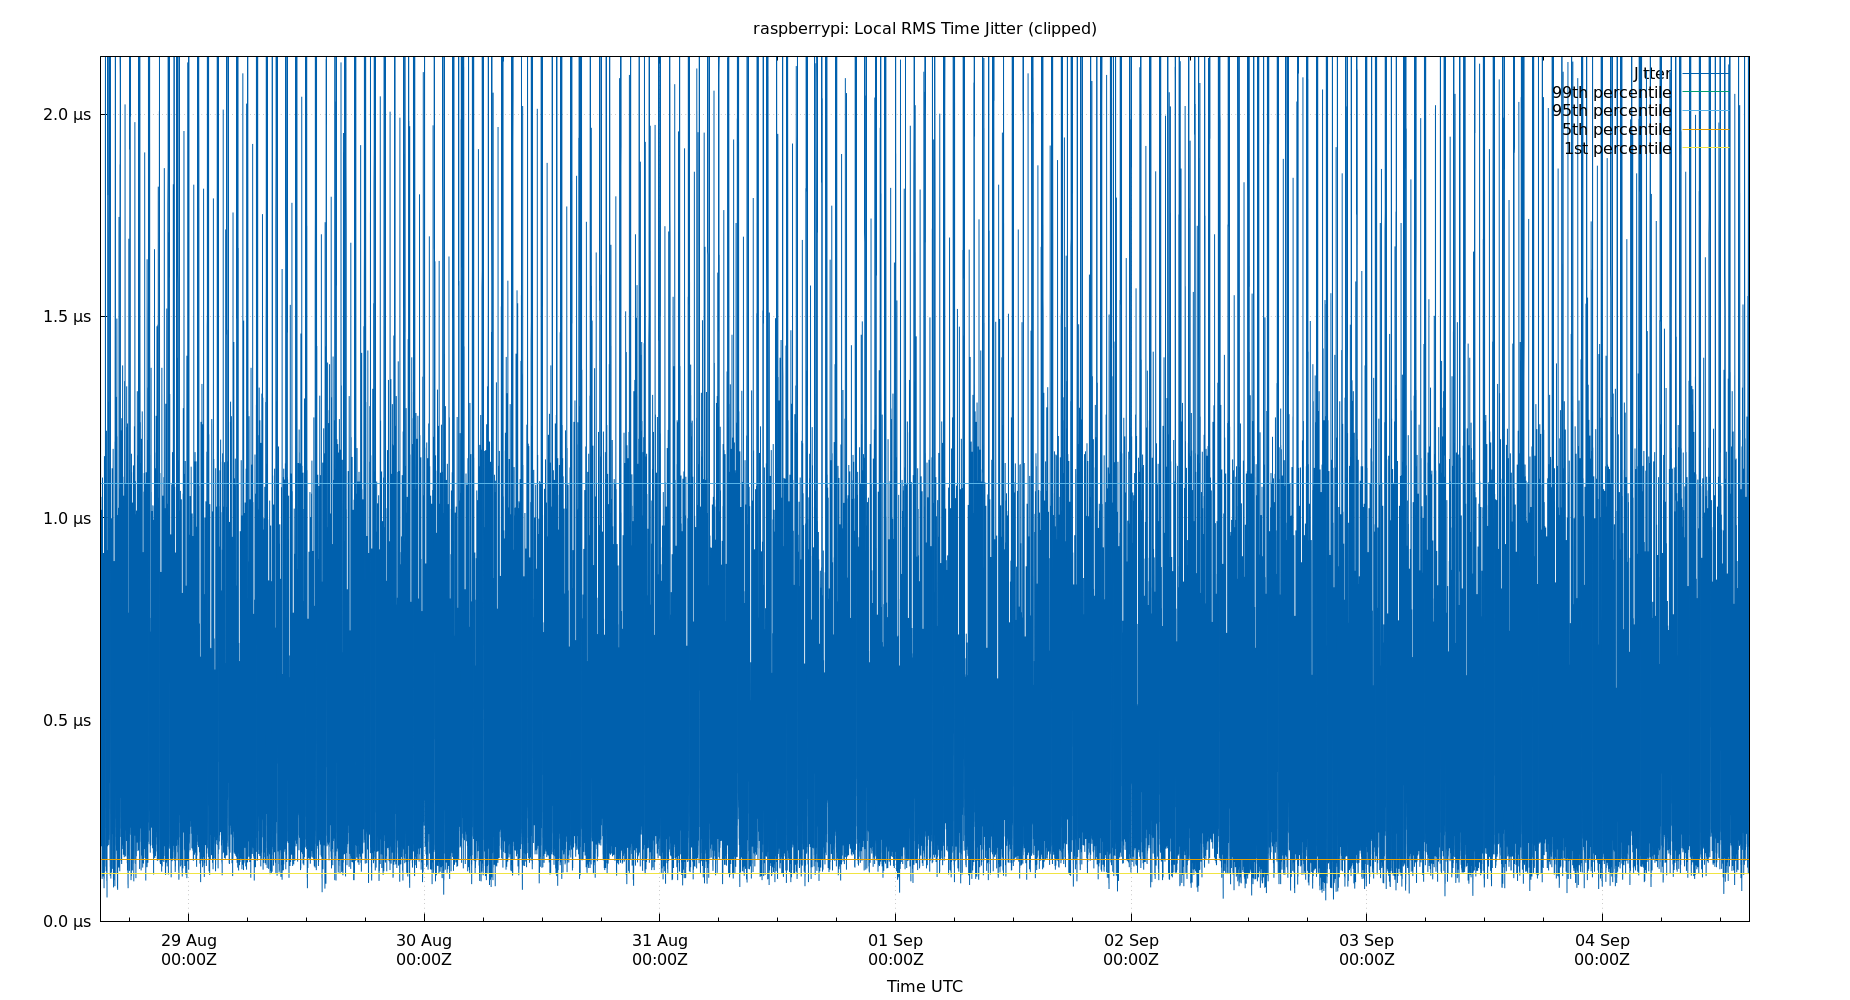 raspberrypi: Local RMS Time Jitter (clipped)
Jitter
99th percentile
95th percentile
5th percentile
1st percentile
2.0 µs
1.5 µs
1.0 µs
0.5 µs
0.0 µs
29 Aug 30 Aug 31 Aug 01 Sep 02 Sep 03 Sep 04 Sep
00:00Z 00:00Z 00:00Z 00:00Z 00:00Z 00:00Z 00:00Z
Time UTC